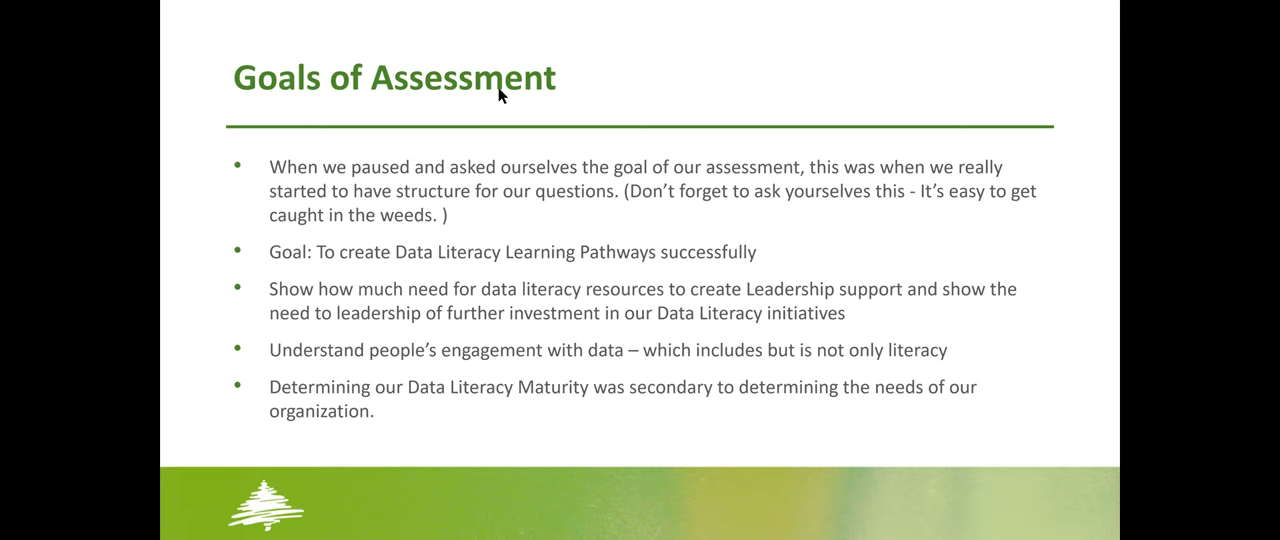 Goals of Assessment
• When we paused and asked ourselves the goal of our assessment, this was when we really
started to have structure for our questions. (Don’t forget to ask yourselves this - It’s easy to get
caught in the weeds. )
• Goal: To create Data Literacy Learning Pathways successfully
• Show how much need for data literacy resources to create Leadership support and show the
need to leadership of further investment in our Data Literacy initiatives
• Understand people’s engagement with data – which includes but is not only literacy
• Determining our Data Literacy Maturity was secondary to determining the needs of our
organization.